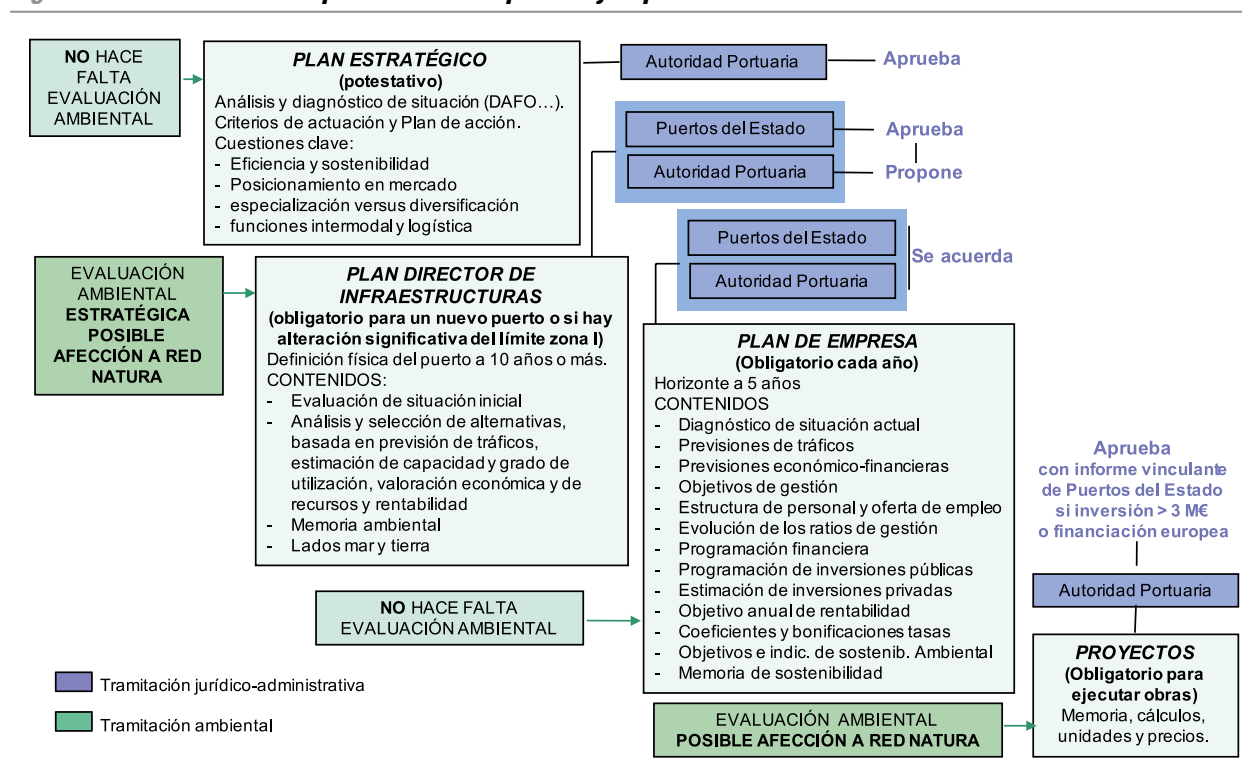 NO HACE
FALTA
EVALUACIÓN
AMBIENTAL
PLAN ESTRATÉGICO
(potestativo)
Análisis y diagnóstico de situación (DAFO…).
Criterios de actuación y Plan de acción.
Cuestiones clave:
- Eficiencia y sostenibilidad
- Posicionamiento en mercado
- especialización versus diversificación
- funciones intermodal y logística
Autoridad Portuaria
Aprueba
Puertos del Estado
Aprueba
Autoridad Portuaria
Propone
Puertos del Estado
Autoridad Portuaria
Se acuerda
EVALUACIÓN
AMBIENTAL
ESTRATÉGICA
POSIBLE
AFECCIÓN A RED
NATURA
PLAN DIRECTOR DE
INFRAESTRUCTURAS
(obligatorio para un nuevo puerto o si hay
alteración significativa del límite zona I)
Definición física del puerto a 10 años o más.
CONTENIDOS:
- Evaluación de situación inicial
- Análisis y selección de alternativas,
basada en previsión de tráficos,
estimación de capacidad y grado de
utilización, valoración económica y de
recursos y rentabilidad
- Memoria ambiental
- Lados mar y tierra
PLAN DE EMPRESA
(Obligatorio cada año)
Horizonte a 5 años
CONTENIDOS
- Diagnóstico de situación actual
- Previsiones de tráficos
- Previsiones económico-financieras
- Objetivos de gestión
- Estructura de personal y oferta de empleo
- Evolución de los ratios de gestión
- Programación financiera
- Programación de inversiones públicas
- Estimación de inversiones privadas
- Objetivo anual de rentabilidad
- Coeficientes y bonificaciones tasas
- Objetivos e indic. de sostenib. Ambiental
- Memoria de sostenibilidad
NO HACE FALTA
EVALUACIÓN AMBIENTAL
Aprueba
con informe vinculante
de Puertos del Estado
si inversión > 3 M€
o financiación europea
Autoridad Portuaria
PROYECTOS
(Obligatorio para
ejecutar obras)
Memoria, cálculos,
unidades y precios.
EVALUACIÓN AMBIENTAL
POSIBLE AFECCIÓN A RED NATURA
Tramitación jurídico-administrativa
Tramitación ambiental